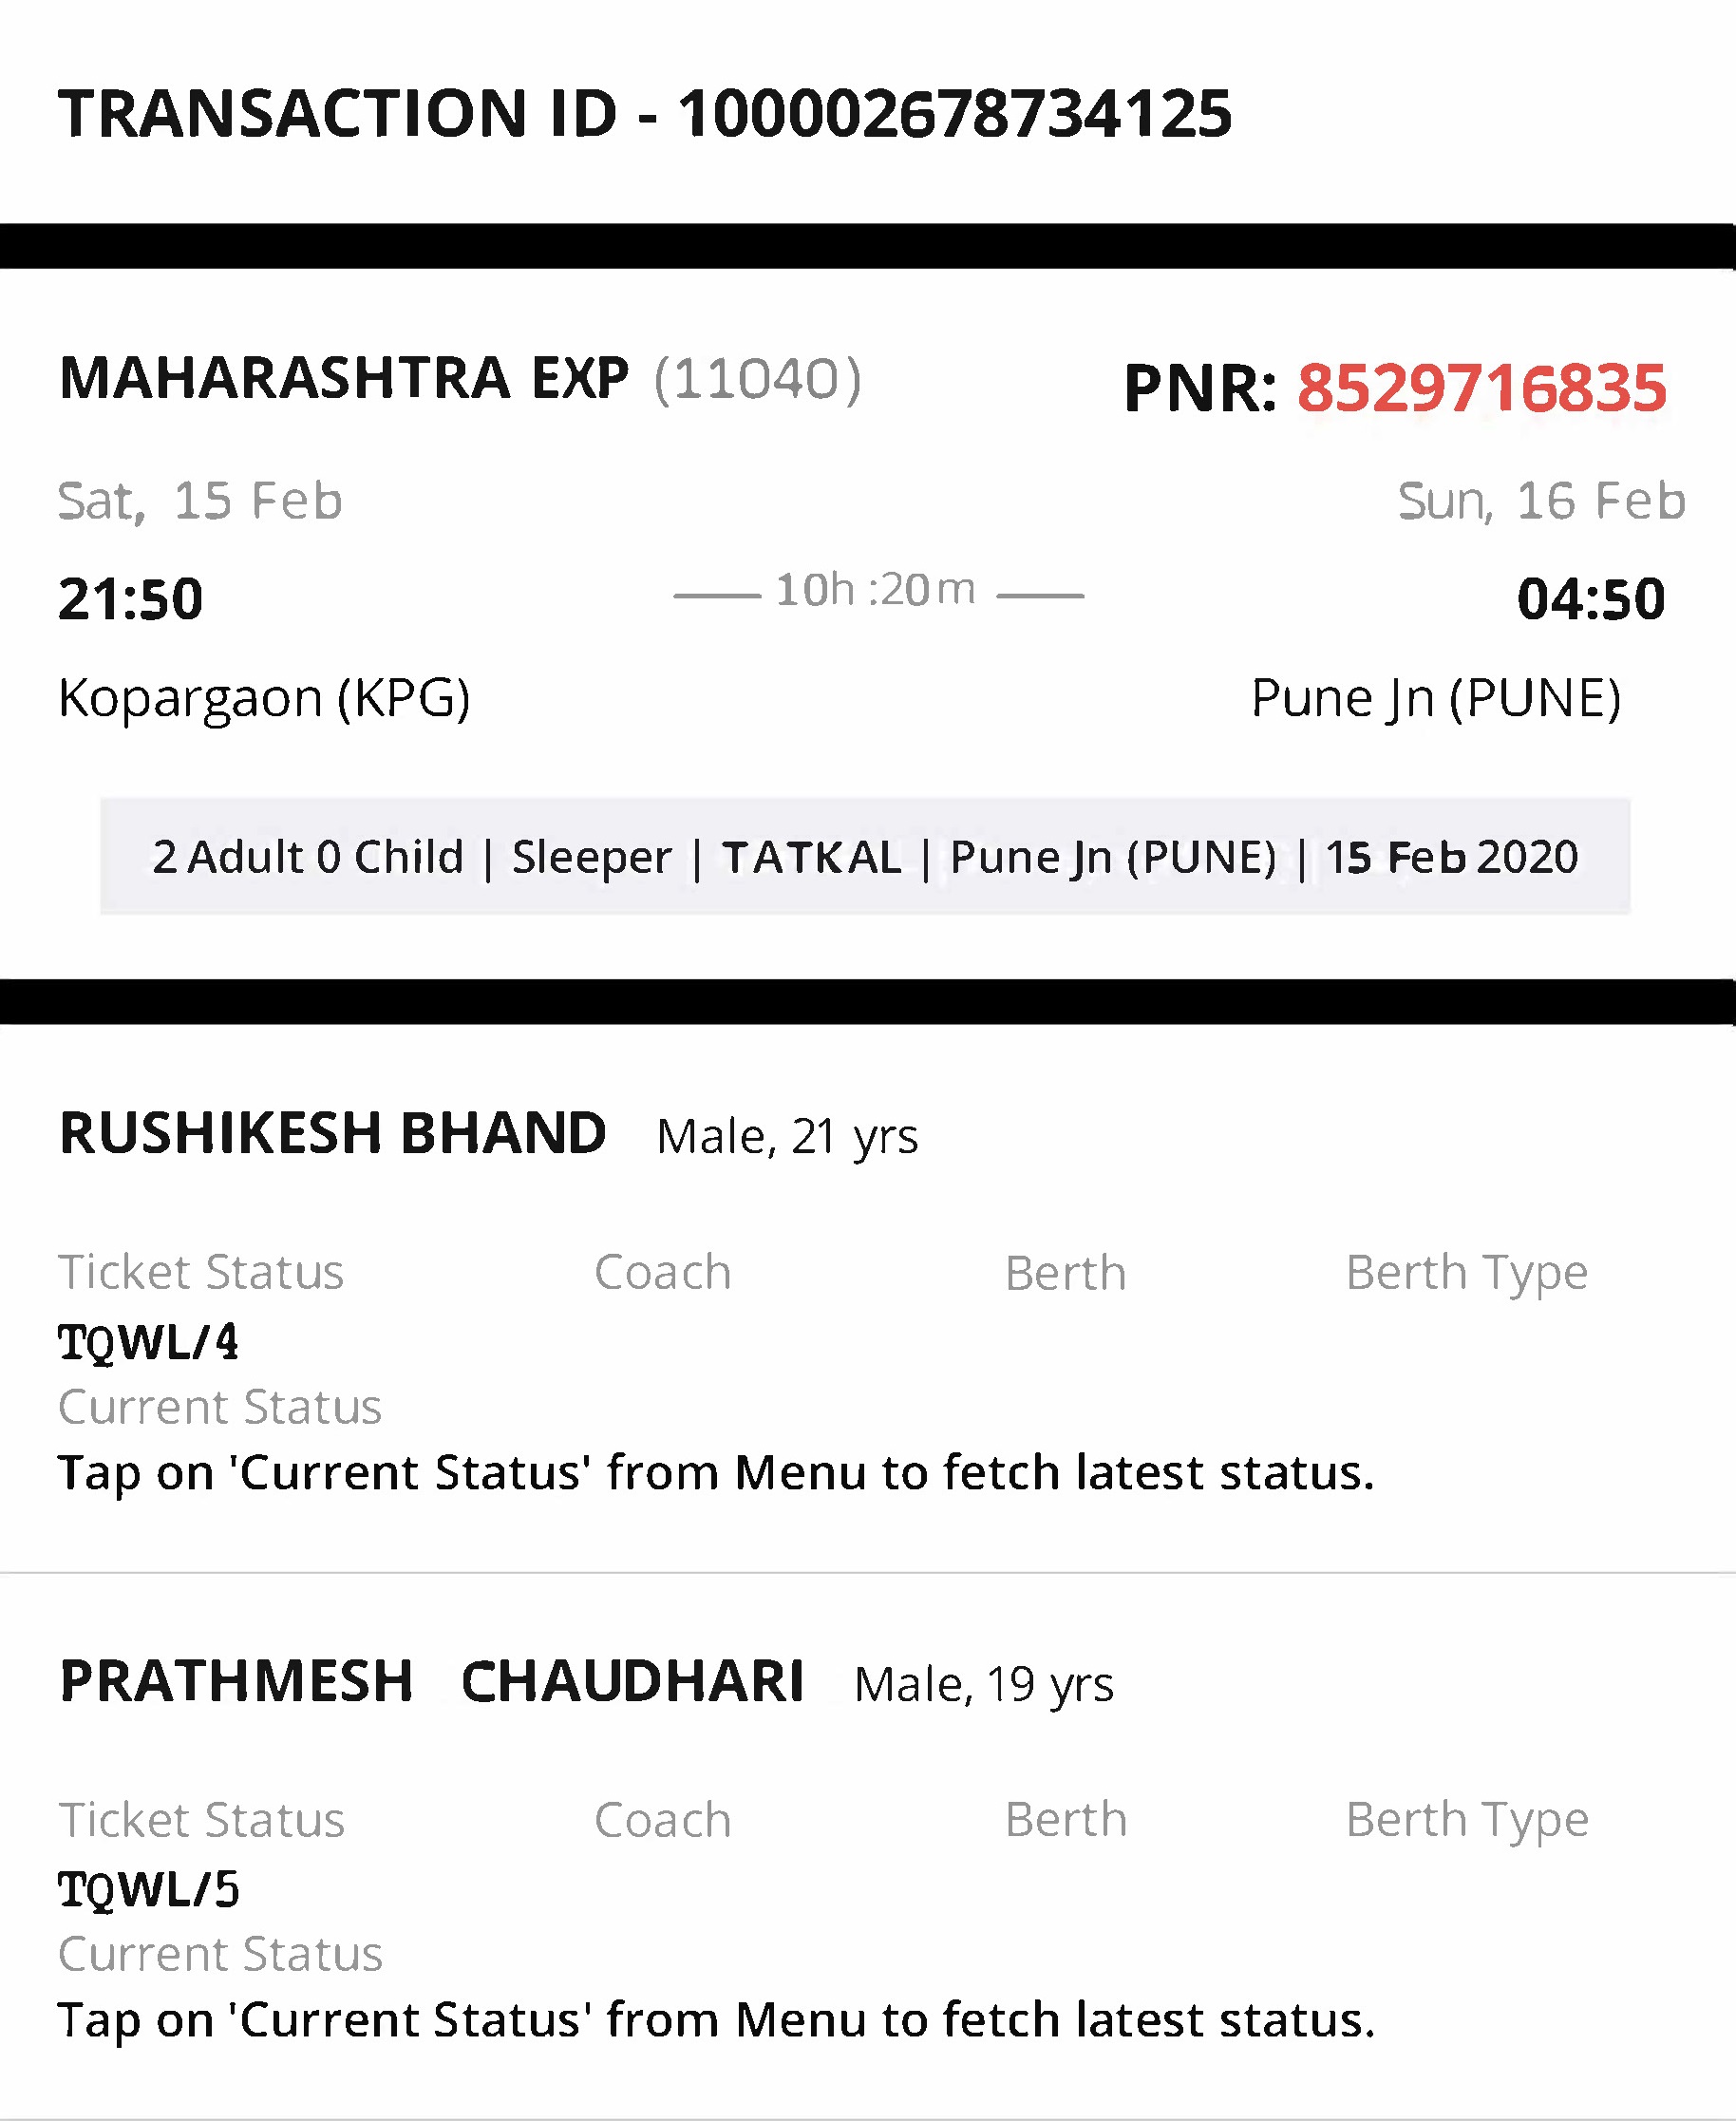 TRANSACTION ID - 100002678734125
MAHARASHTRA EXP (11040) PNR: 8529716835
Sat, 15 Feb Sun, 16 Feb
21:50 10h :20m 04:50
Kopargaon (KPG) Pune Jn (PUNE)
2 Adult 0 Child | Sleeper | TATKAL | Pune Jn (PUNE) | 15 Feb 2020
RUSHIKESH BHAND Male, 21 yrs
Ticket Status Coach Berth Berth Type
TQWL/4
Current Status
Tap on 'Current Status' from Menu to fetch latest status.
PRATHMESH CHAUDHARI Male, 19 yrs
Ticket Status Coach Berth Berth Type
TQWL/5
Current Status
Tap on 'Current Status' from Menu to fetch latest status.